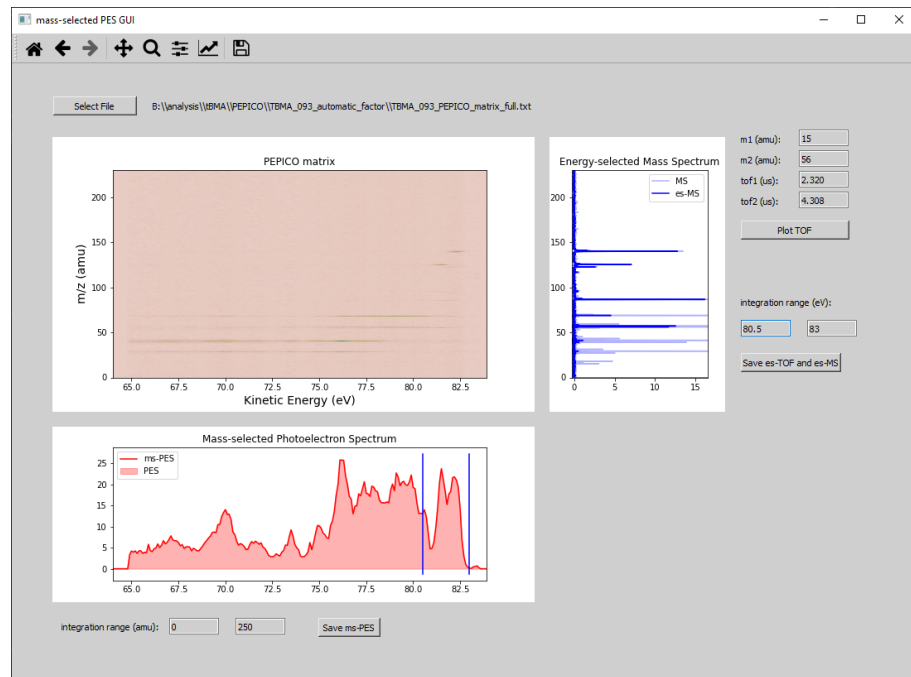 mass-selected PES GUI
Select File B:\\analysis\\tBMA\\PEPICO\\TBMA_093_automatic_factor\\TBMA_093_PEPICO_matrix_full.txt
PEPICO matrix
200
150
100
50
0
m/z (amu)
65.0 67.5 70.0 72.5 75.0 77.5 80.0 82.5
Kinetic Energy (eV)
Energy-selected Mass Spectrum
MS
es-MS
200
150
100
50
0
0 5 10 15
m1 (amu): 15
m2 (amu): 56
tof1 (us): 2.320
tof2 (us): 4.308
Plot TOF
integration range (eV):
80.5 83
Save es-TOF and es-MS
Mass-selected Photoelectron Spectrum
ms-PES
PES
25
20
15
10
5
0
65.0 67.5 70.0 72.5 75.0 77.5 80.0 82.5
integration range (amu): 0 250 Save ms-PES